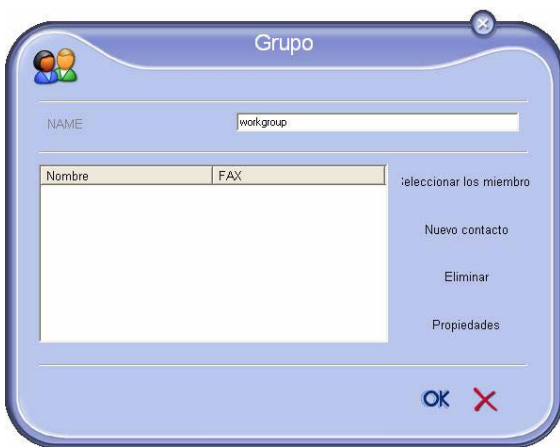 Grupo
NAME
workgroup
Nombre FAX
eleccionar los miembro
Nuevo contacto
Eliminar
Propiedades
OK